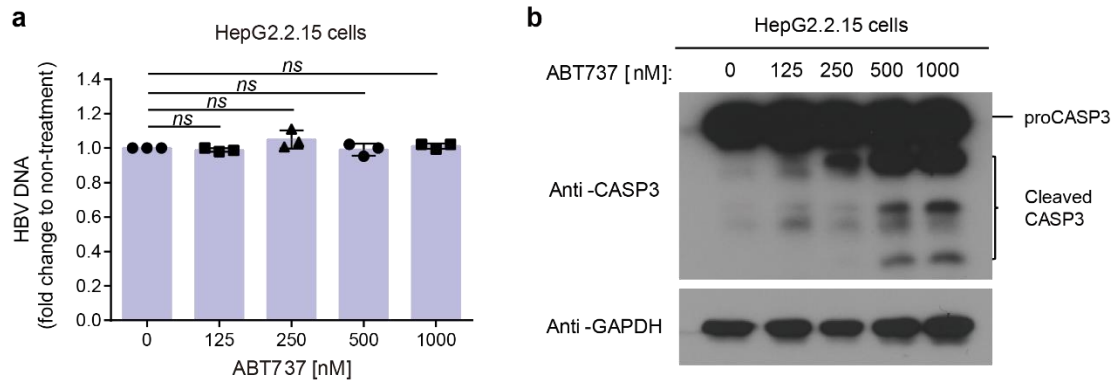 a
HepG2.2.15 cells
ns
ns
ns
ns
1.4
1.2
1.0
0.8
0.6
0.4
0.2
0.0
HBV DNA
(fold change to non-treatment)
0 125 250 500 1000
ABT737 [nM]
b
HepG2.2.15 cells
ABT737 [nM]: 0 125 250 500 1000
proCASP3
Anti -CASP3
Cleaved
CASP3
Anti -GAPDH